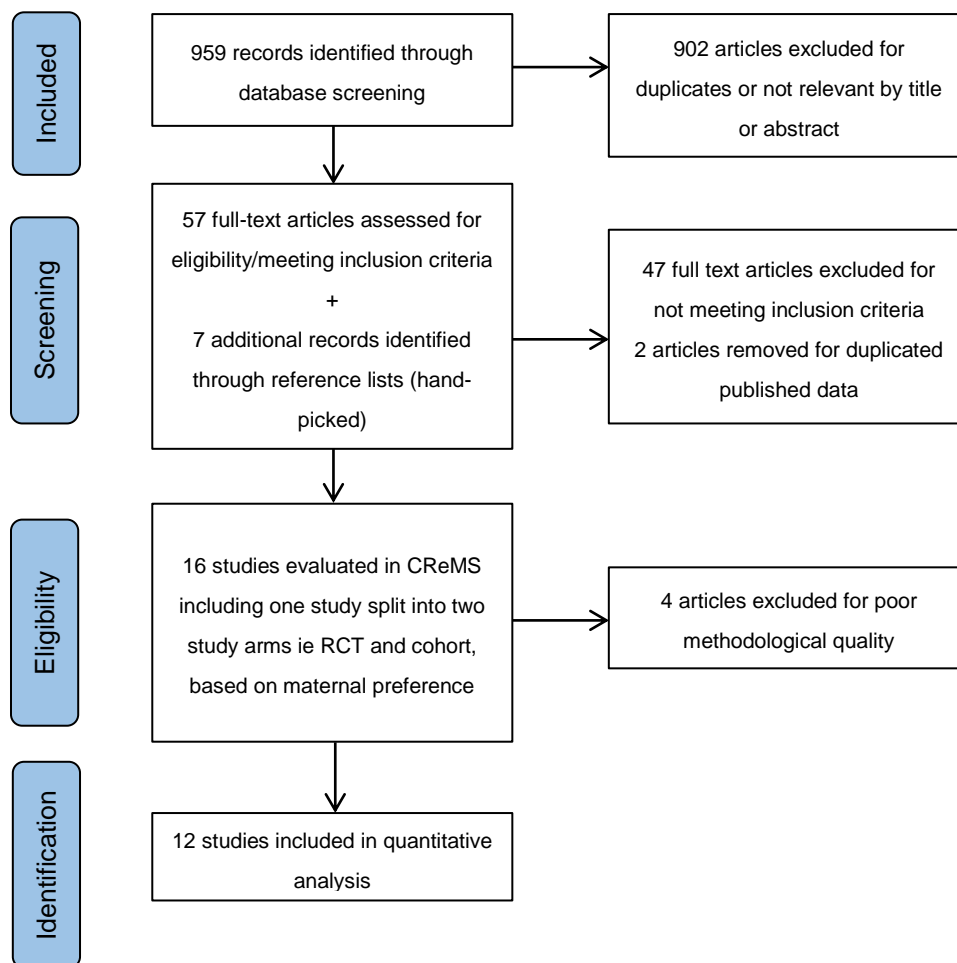 Included
959 records identified through
database screening
902 articles excluded for
duplicates or not relevant by title
or abstract
Screening
57 full-text articles assessed for
eligibility/meeting inclusion criteria
+
7 additional records identified
through reference lists (hand-
picked)
47 full text articles excluded for
not meeting inclusion criteria
2 articles removed for duplicated
published data
Eligibility
16 studies evaluated in CReMS
including one study split into two
study arms ie RCT and cohort,
based on maternal preference
4 articles excluded for poor
methodological quality
Identification
12 studies included in quantitative
analysis